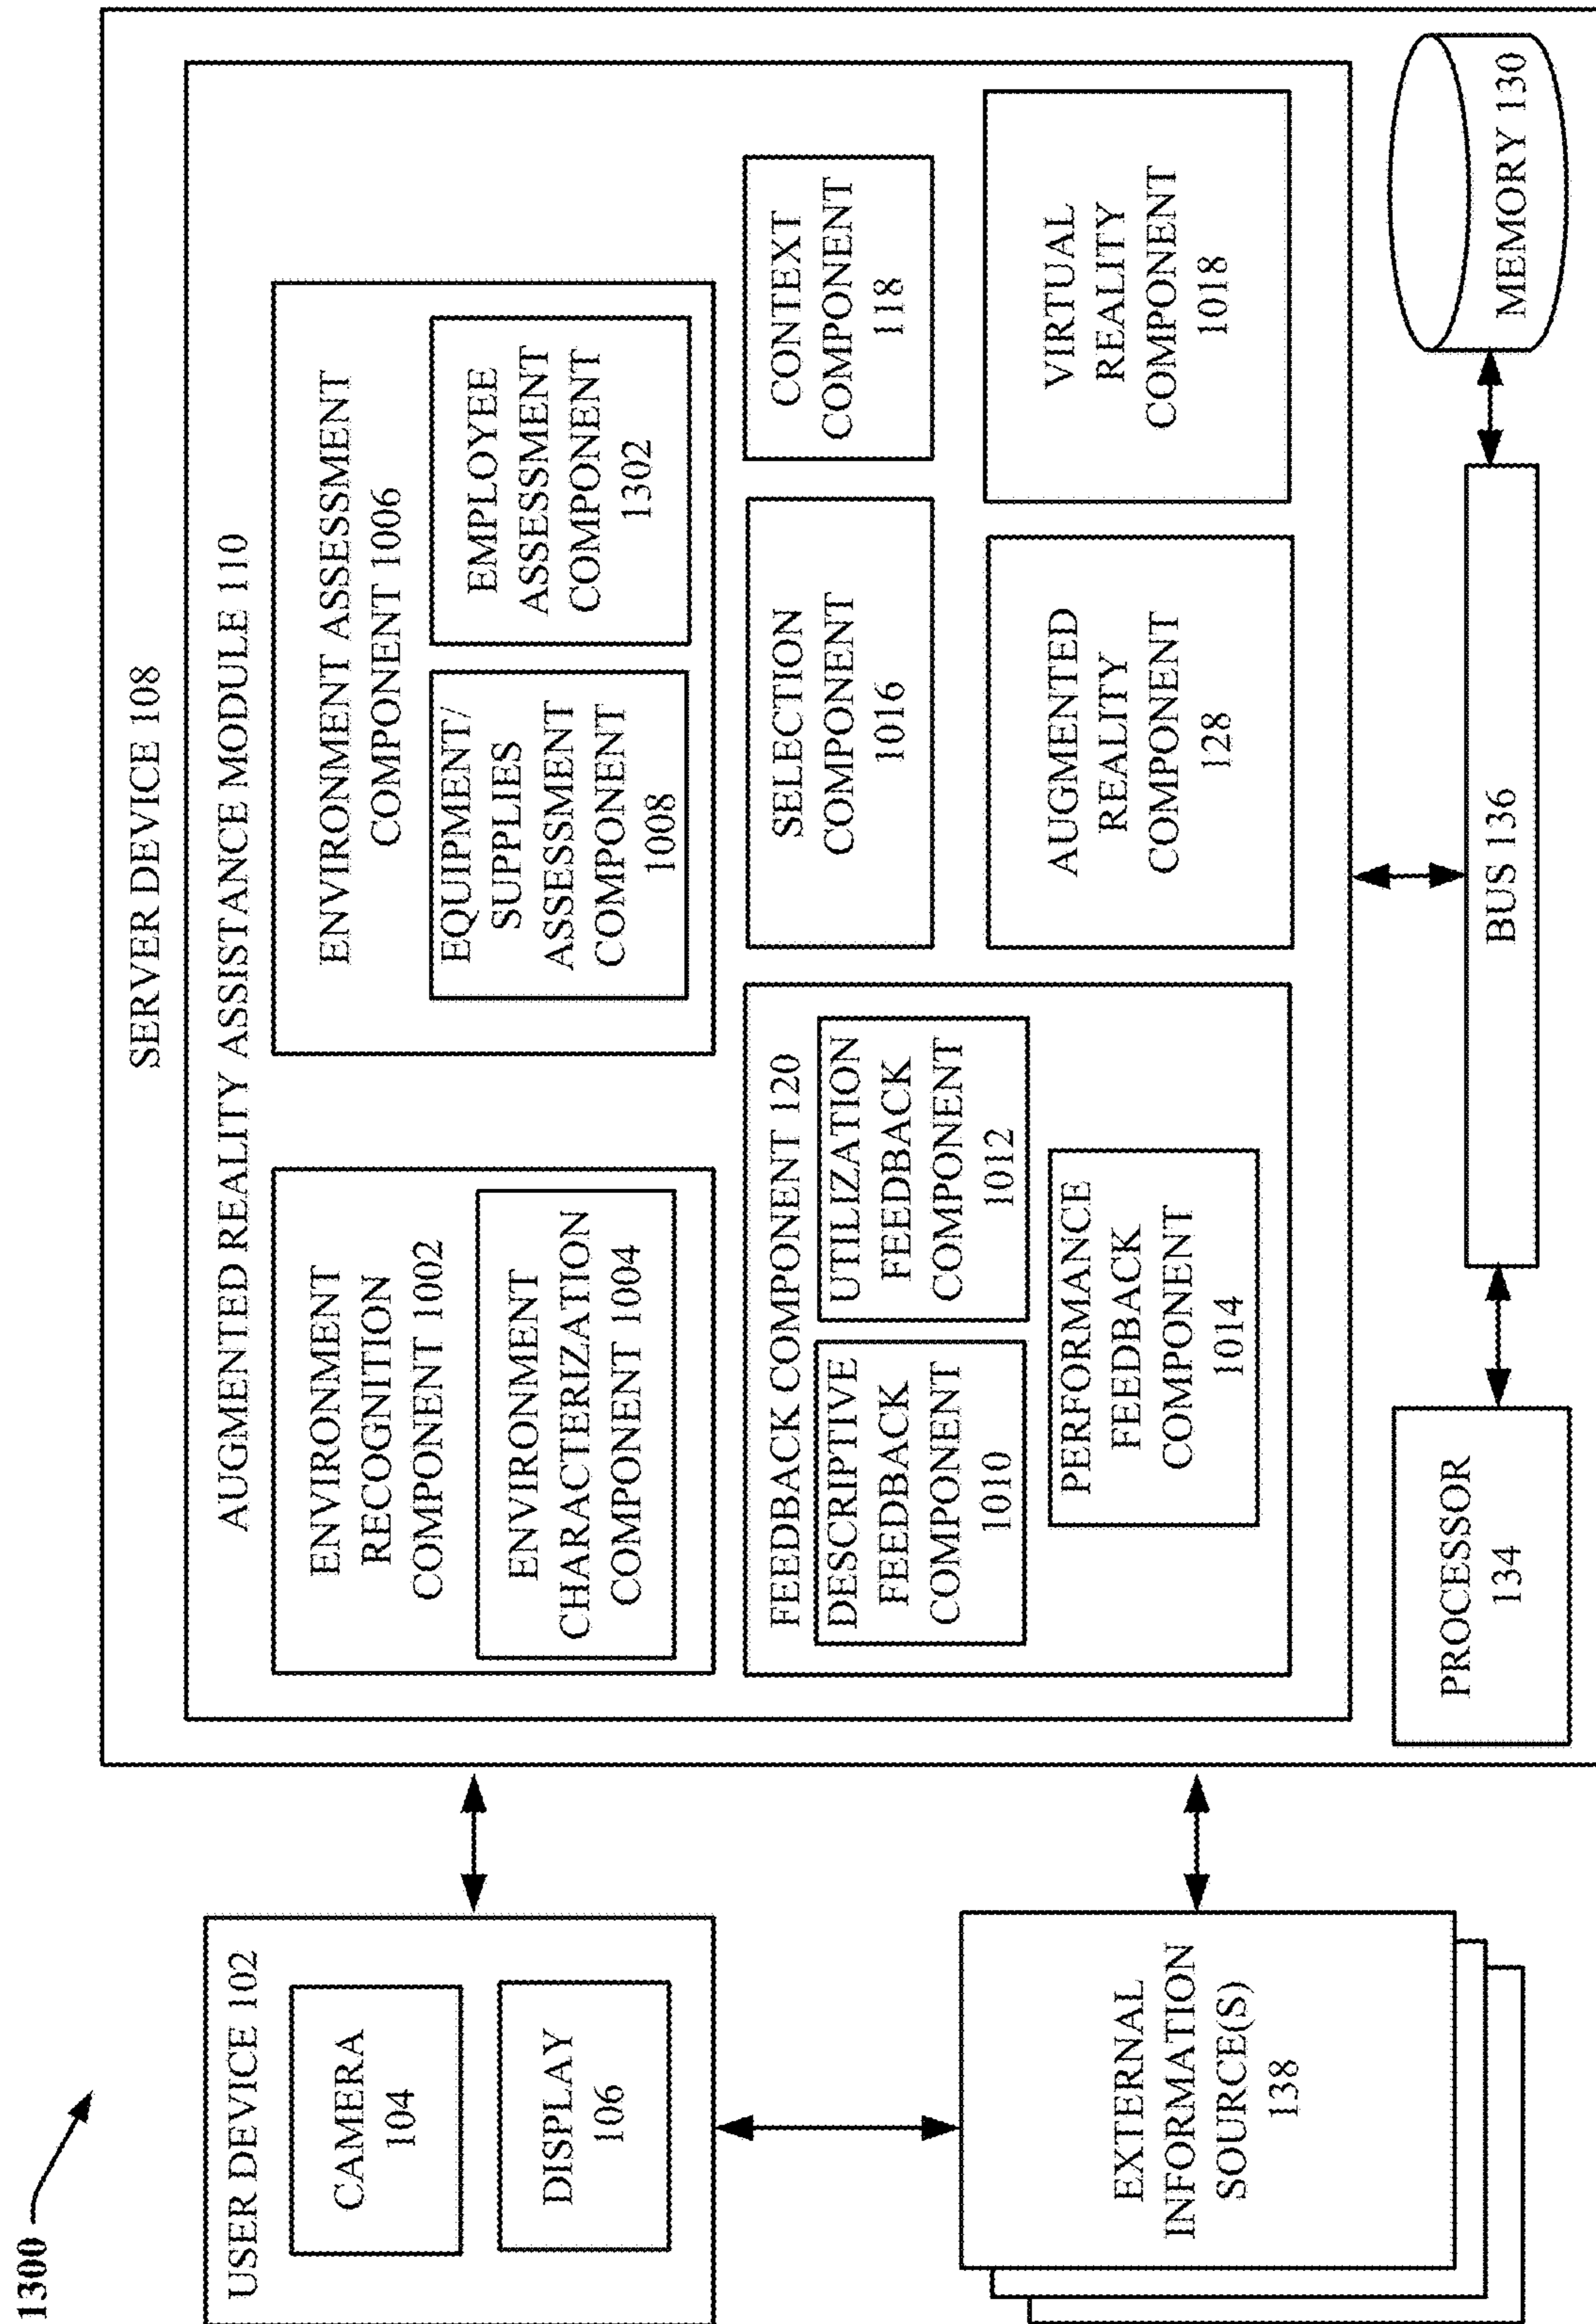 1300
USER DEVICE 102
CAMERA
104
DISPLAY
106
EXTERNAL
INFORMATION
SOURCE(S)
138
SERVER DEVICE 108
AUGMENTED REALITY ASSISTANCE MODULE 110
ENVIRONMENT
RECOGNITION
COMPONENT 1002
ENVIRONMENT
CHARACTERIZATION
COMPONENT 1004
ENVIRONMENT ASSESSMENT
COMPONENT 1006
EQUIPMENT/
SUPPLIES
ASSESSMENT
COMPONENT
1008
EMPLOYEE
ASSESSMENT
COMPONENT
1302
FEEDBACK COMPONENT 120
DESCRIPTIVE
FEEDBACK
COMPONENT
1010
UTILIZATION
FEEDBACK
COMPONENT
1012
PERFORMANCE
FEEDBACK
COMPONENT
1014
SELECTION
COMPONENT
1016
CONTEXT
COMPONENT
118
AUGMENTED
REALITY
COMPONENT
128
VIRTUAL
REALITY
COMPONENT
1018
PROCESSOR
134
BUS 136
MEMORY 130